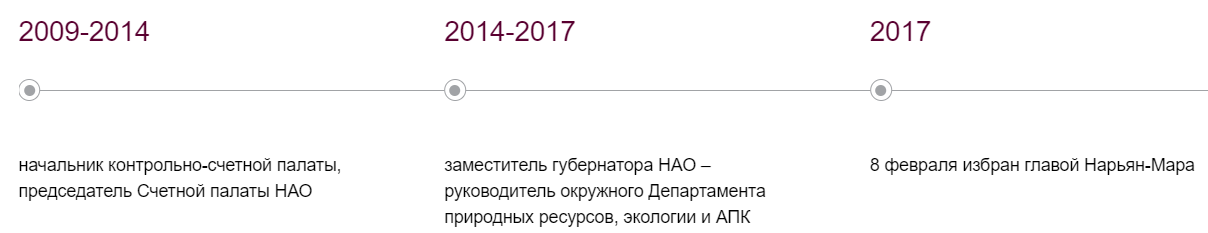 2009-2014
2014-2017
2017
начальник контрольно-счетной палаты,
председатель Счетной палаты НАО
заместитель губернатора НАО –
руководитель окружного Департамента
природных ресурсов, экологии и АПК
8 февраля избран главой Нарьян-Мара